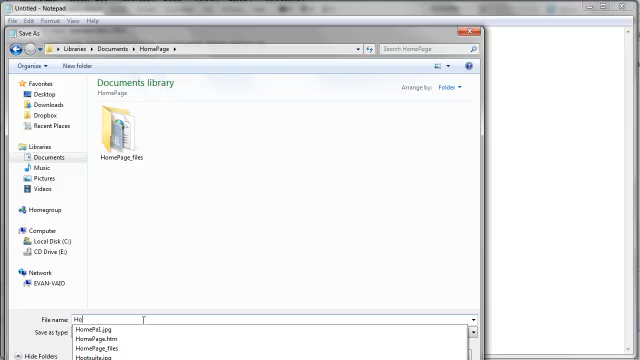 Untitled - Notepad
File Edit Format View Help
Save As
Libraries Documents HomePage
Search HomePage
Organize New folder
Favorites
Desktop
Downloads
Dropbox
Recent Places
Libraries
Documents
Music
Pictures
Videos
Homegroup
Computer
Local Disk (C:)
CD Drive (E:)
Network
EVAN-VAIO
Documents library
HomePage
Arrange by: Folder
HomePage_files
File name: Ho
Save as type:
HomePa1.jpg
HomePage.htm
HomePage_files
Hootsuite.jpg
Hide Folders